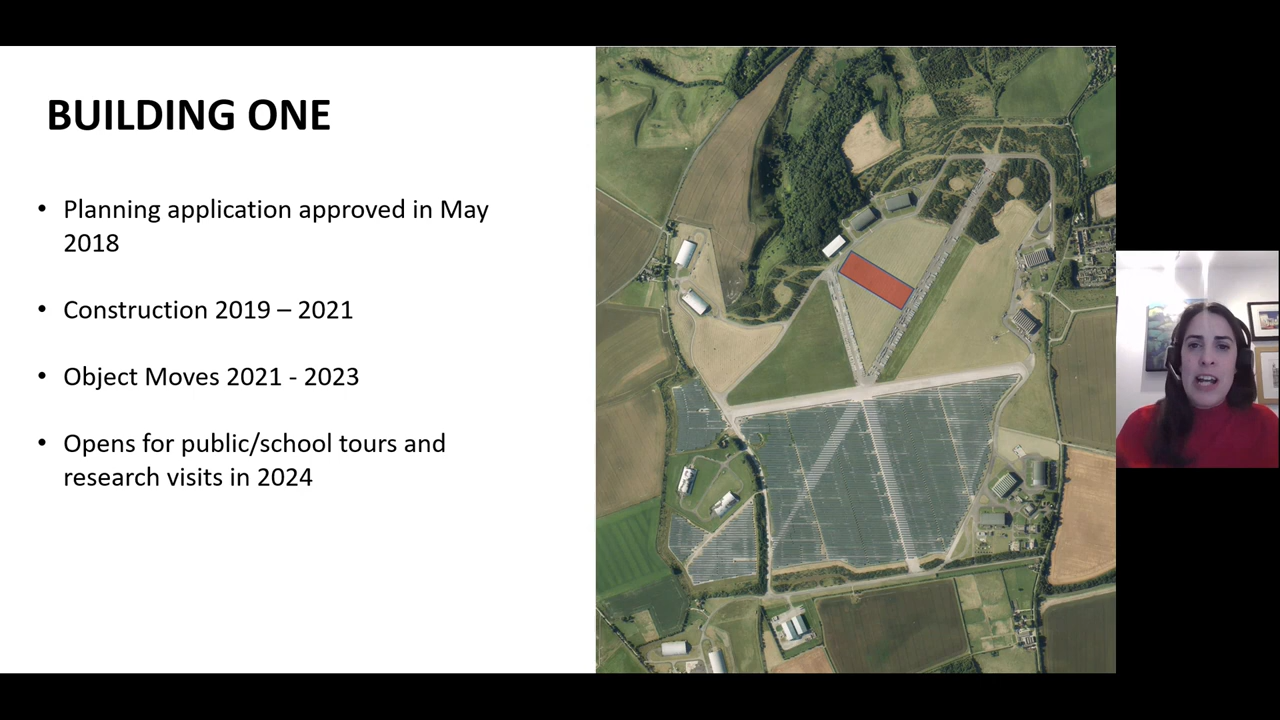 BUILDING ONE
• Planning application approved in May
2018
• Construction 2019 – 2021
• Object Moves 2021 - 2023
• Opens for public/school tours and
research visits in 2024